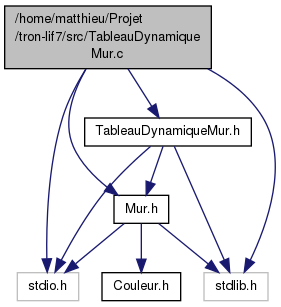 /home/matthieu/Projet
/tron-lif7/src/TableauDynamique
Mur.c
TableauDynamiqueMur.h
Mur.h
stdio.h
Couleur.h
stdlib.h